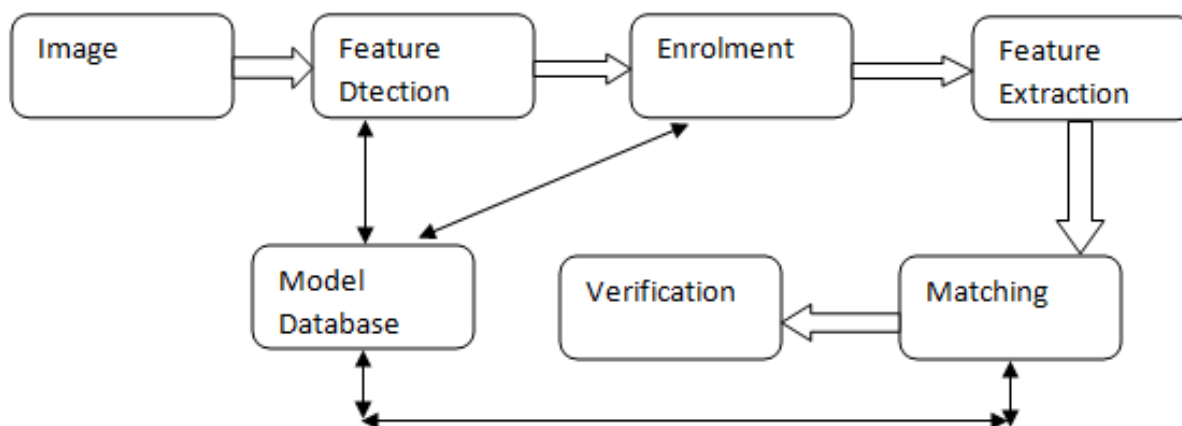 Image
Feature
Dtection
Enrolment
Feature
Extraction
Model
Database
Verification
Matching